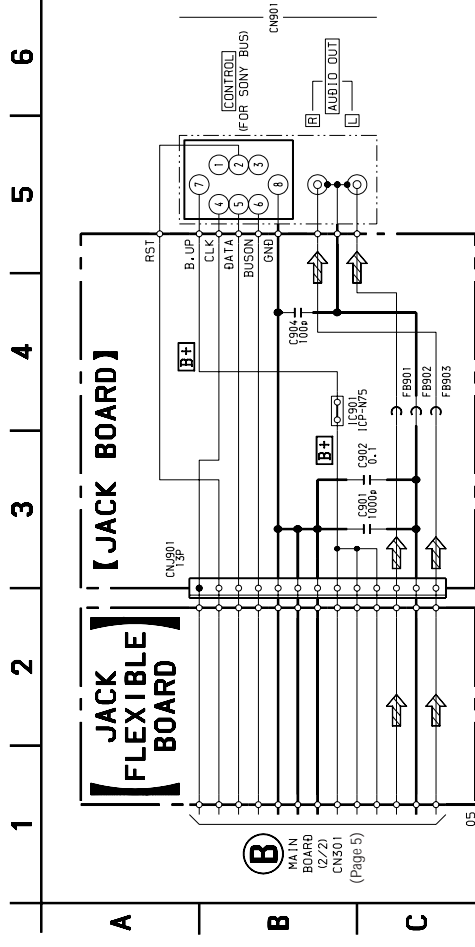 1
2
3
4
5
6
A
B
C
B
MAIN
BOARD
(2/2)
CN301
(Page 5)
【JACK
FLEXIBLE
BOARD】
【JACK BOARD】
CNJ901
13P
RST
B.UP
CLK
DATA
BUSON
GND
B+
B+
C901
1000p
C902
0.1
IC901
ICP-N75
C904
100p
FB901
FB902
FB903
7
1
4
2
5
3
6
8
CONTROL
(FOR SONY BUS)
R
AUDIO OUT
L
CN901
05